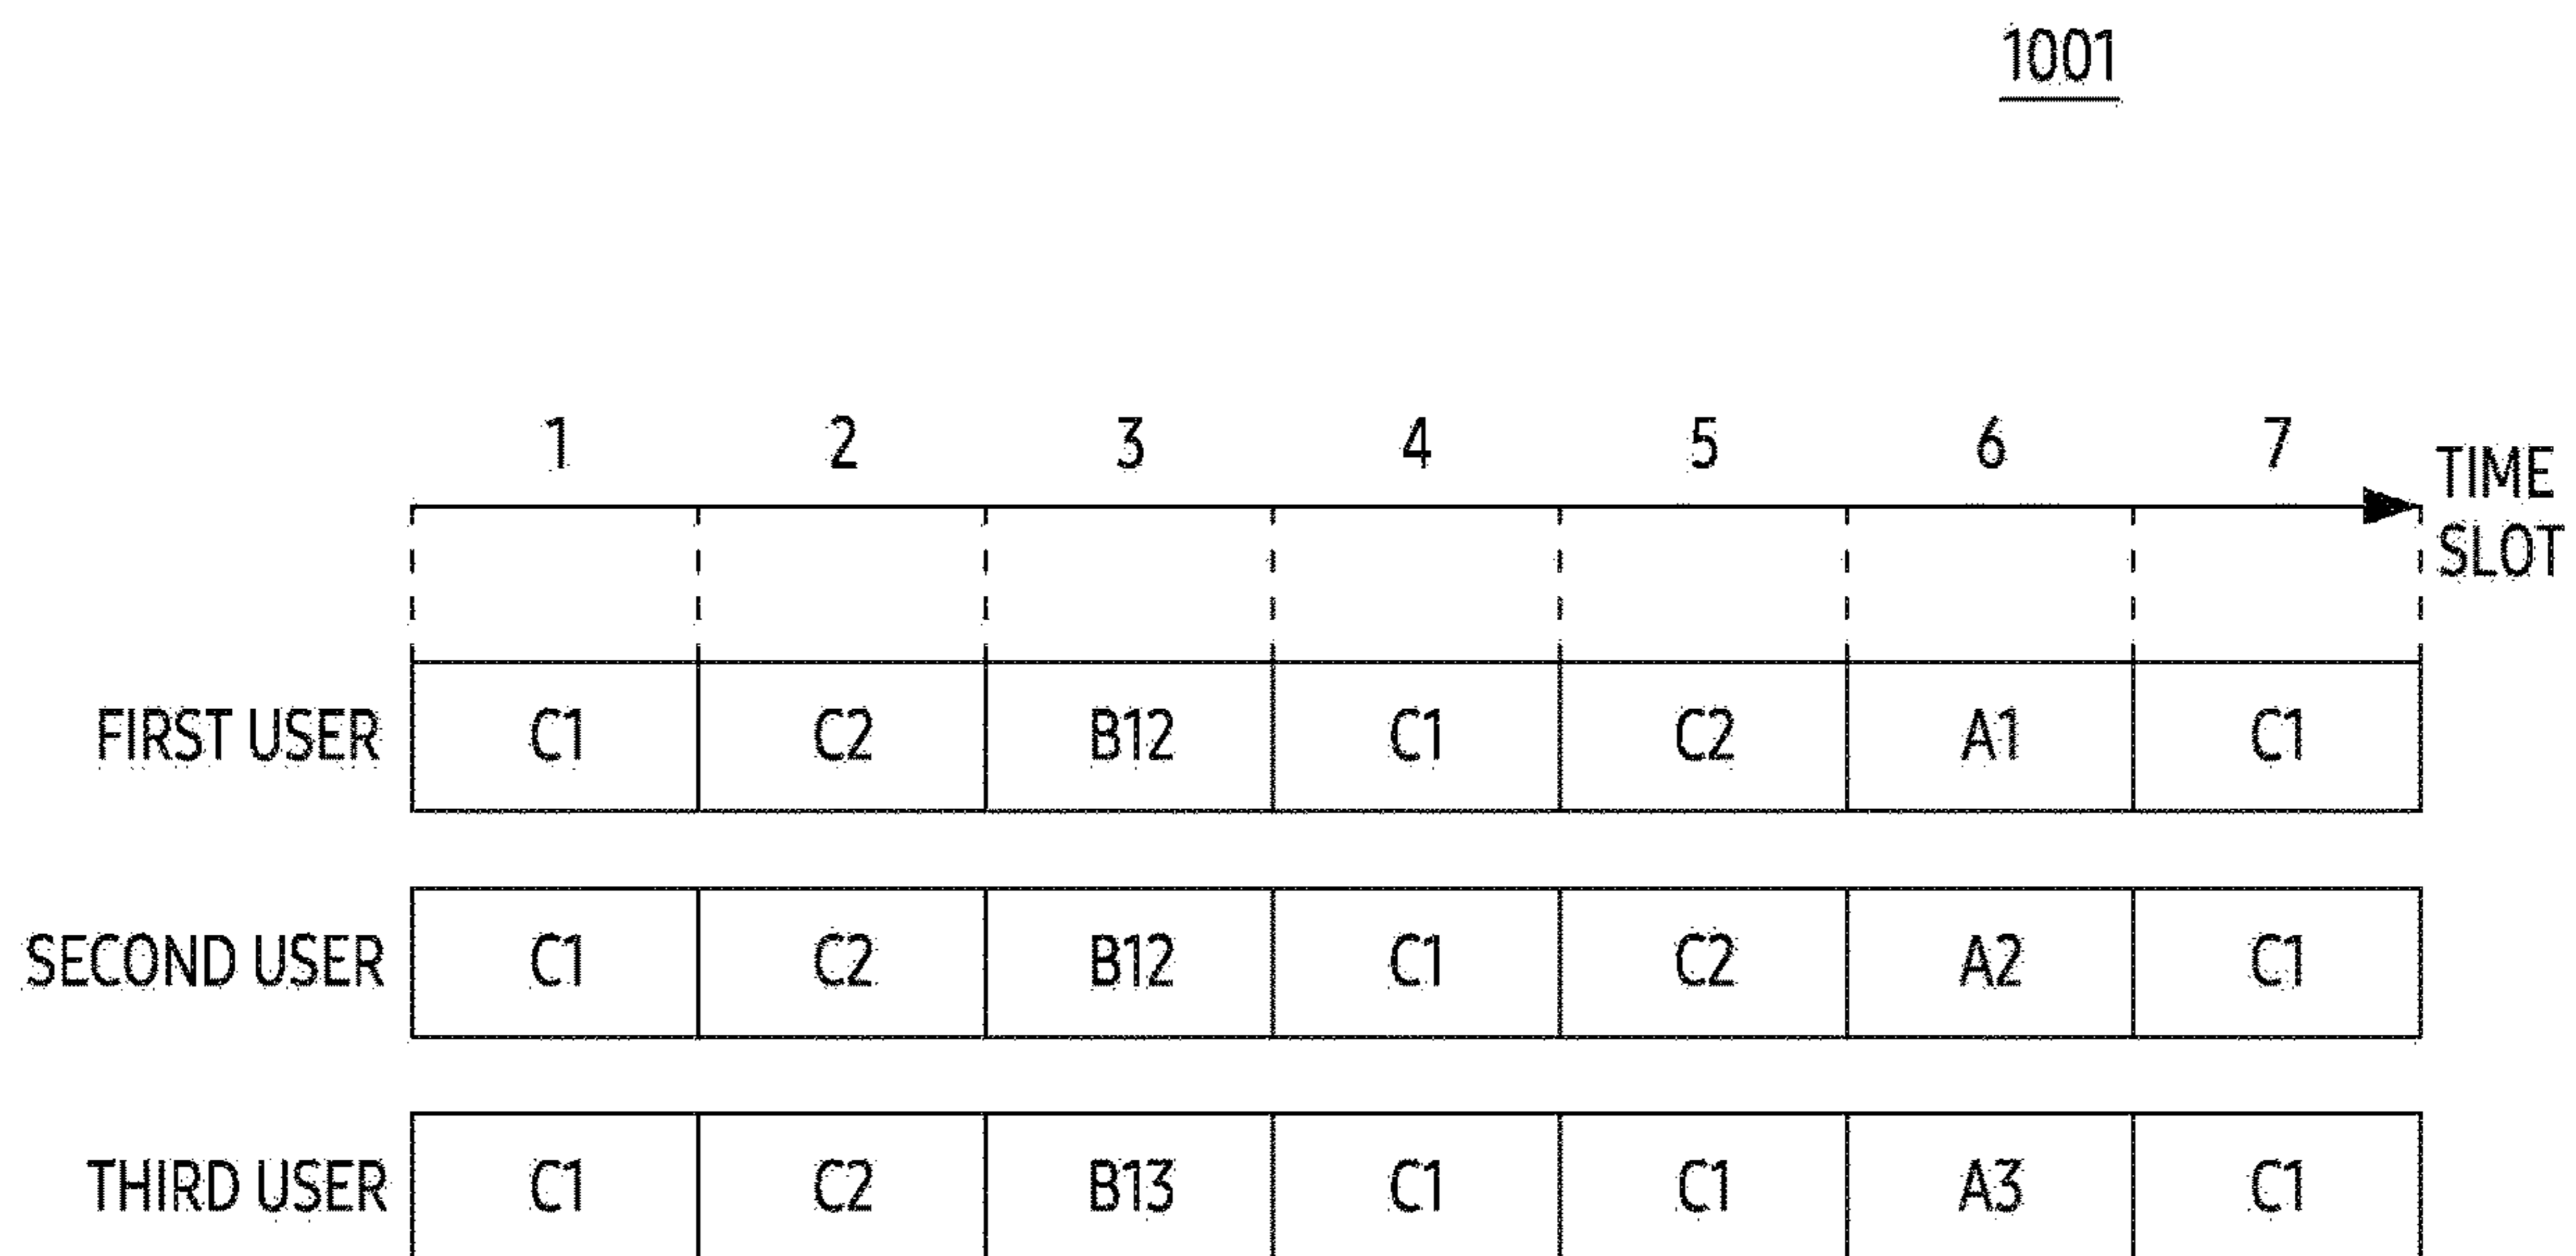 1001
1 2 3 4 5 6 7
TIME
SLOT
FIRST USER C1 C2 B12 C1 C2 A1 C1
SECOND USER C1 C2 B12 C1 C2 A2 C1
THIRD USER C1 C2 B13 C1 C1 A3 C1